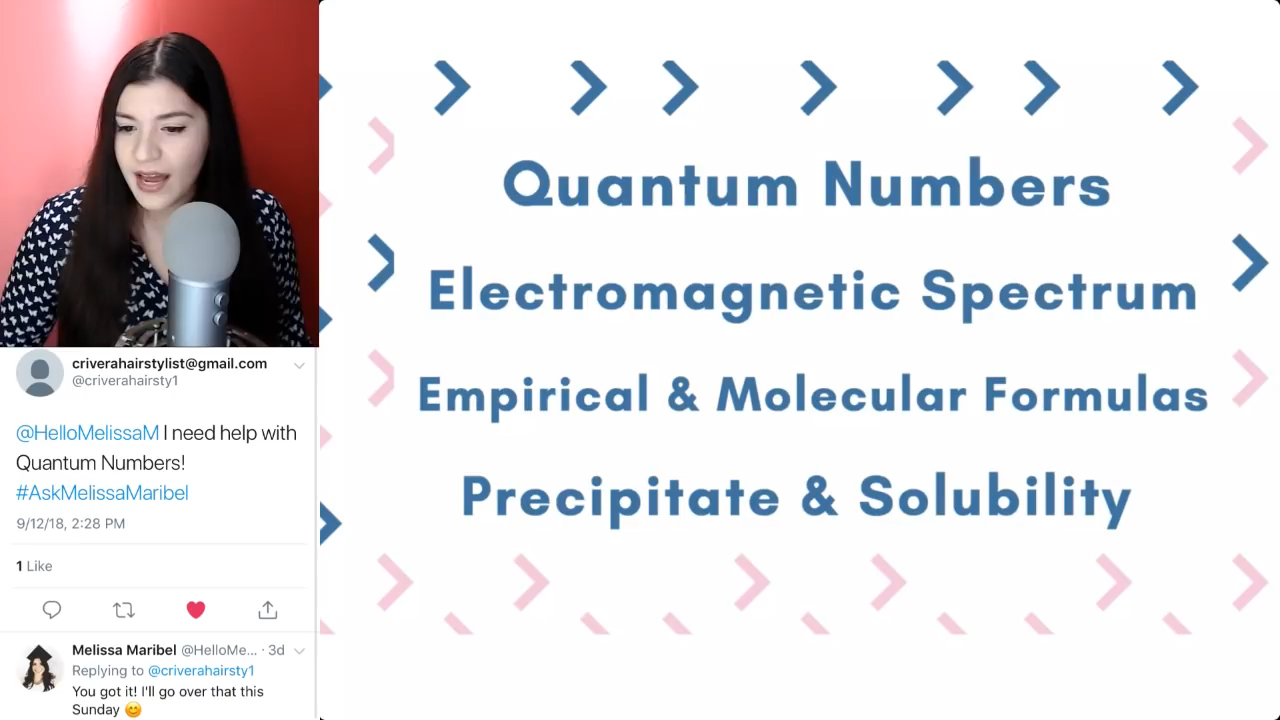 criverahairstylist@gmail.com
@criverahairsty1
@HelloMelissaM I need help with
Quantum Numbers!
#AskMelissaMaribel
9/12/18, 2:28 PM
1 Like
Melissa Maribel @HelloMe... · 3d
Replying to @criverahairsty1
You got it! I'll go over that this
Sunday 😊
Quantum Numbers
Electromagnetic Spectrum
Empirical & Molecular Formulas
Precipitate & Solubility